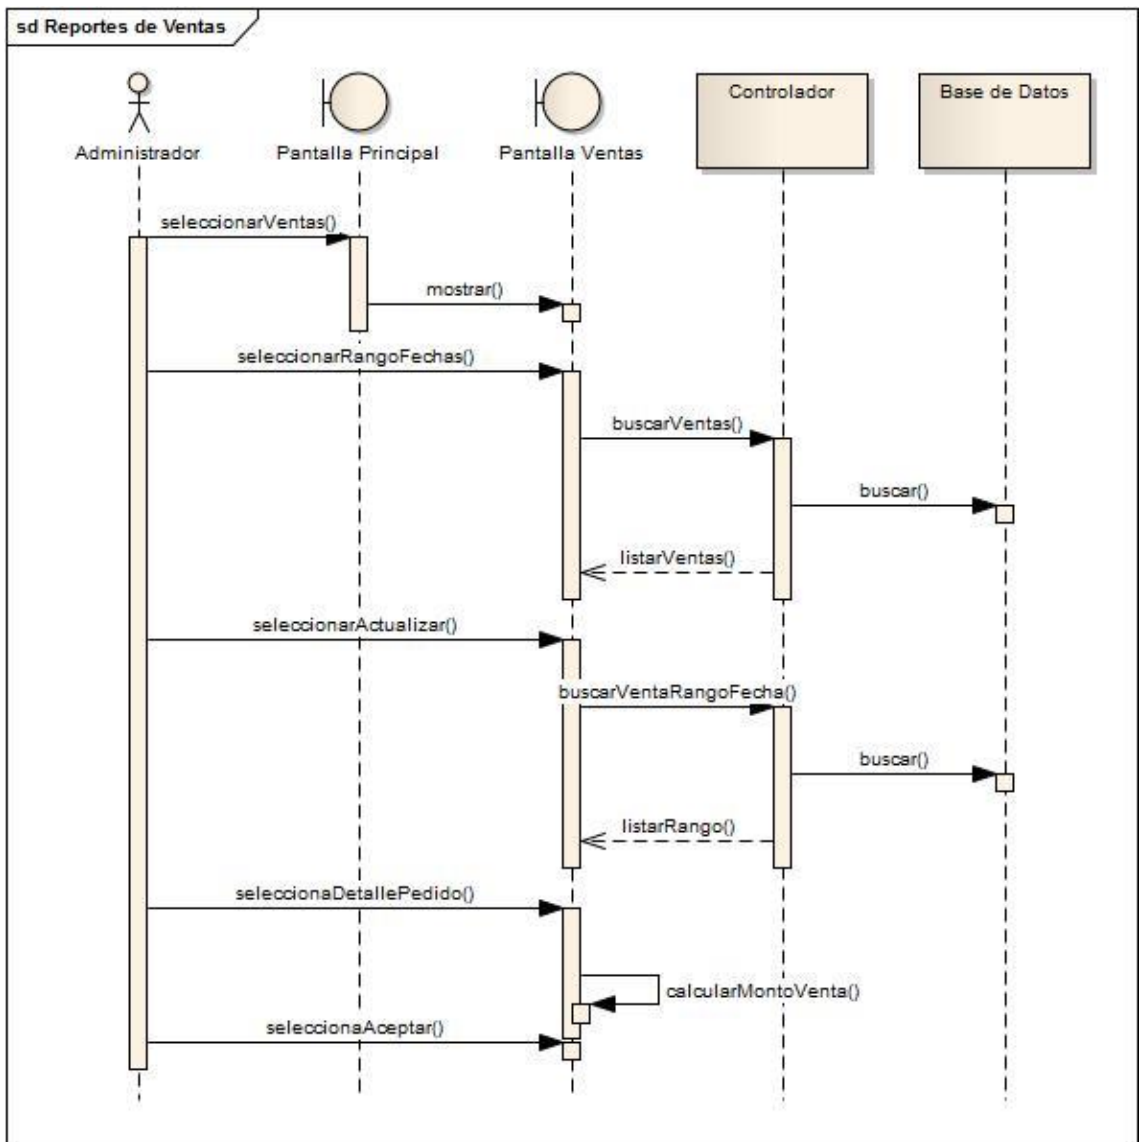 sd Reportes de Ventas
Controlador
Base de Datos
Administrador
Pantalla Principal
Pantalla Ventas
seleccionarVentas()
mostrar()
seleccionarRangoFechas()
buscarVentas()
buscar()
listarVentas()
seleccionarActualizar()
buscarVentaRangoFecha()
buscar()
listarRango()
seleccionaDetallePedido()
calcularMontoVenta()
seleccionaAceptar()